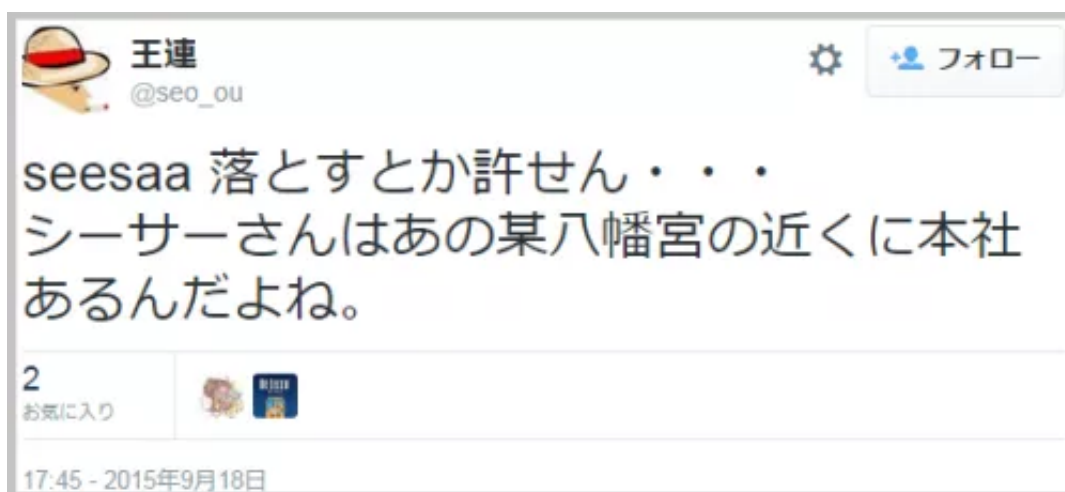 王連
@seo_ou
フォロー
seesaa 落とすとか許せん・・・
シーサーさんはあの某八幡宮の近くに本社
あるんだよね。
2
お気に入り
17:45 - 2015年9月18日